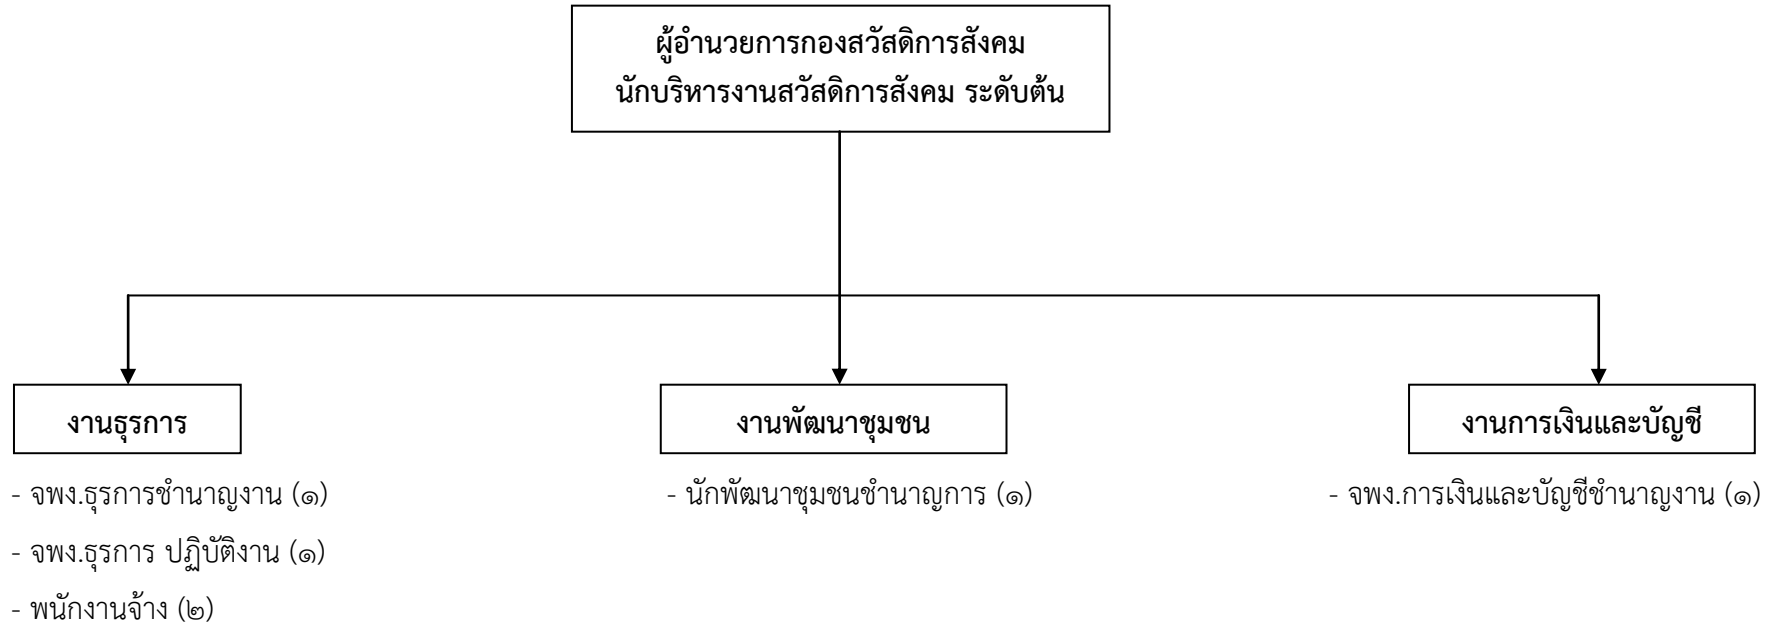 ผู้อำนวยการกองสวัสดิการสังคม
นักบริหารงานสวัสดิการสังคม ระดับต้น
งานธุรการ
- จพง.ธุรการชำนาญงาน (๑)
- จพง.ธุรการ ปฏิบัติงาน (๑)
- พนักงานจ้าง (๒)
งานพัฒนาชุมชน
- นักพัฒนาชุมชนชำนาญการ (๑)
งานการเงินและบัญชี
- จพง.การเงินและบัญชีชำนาญงาน (๑)